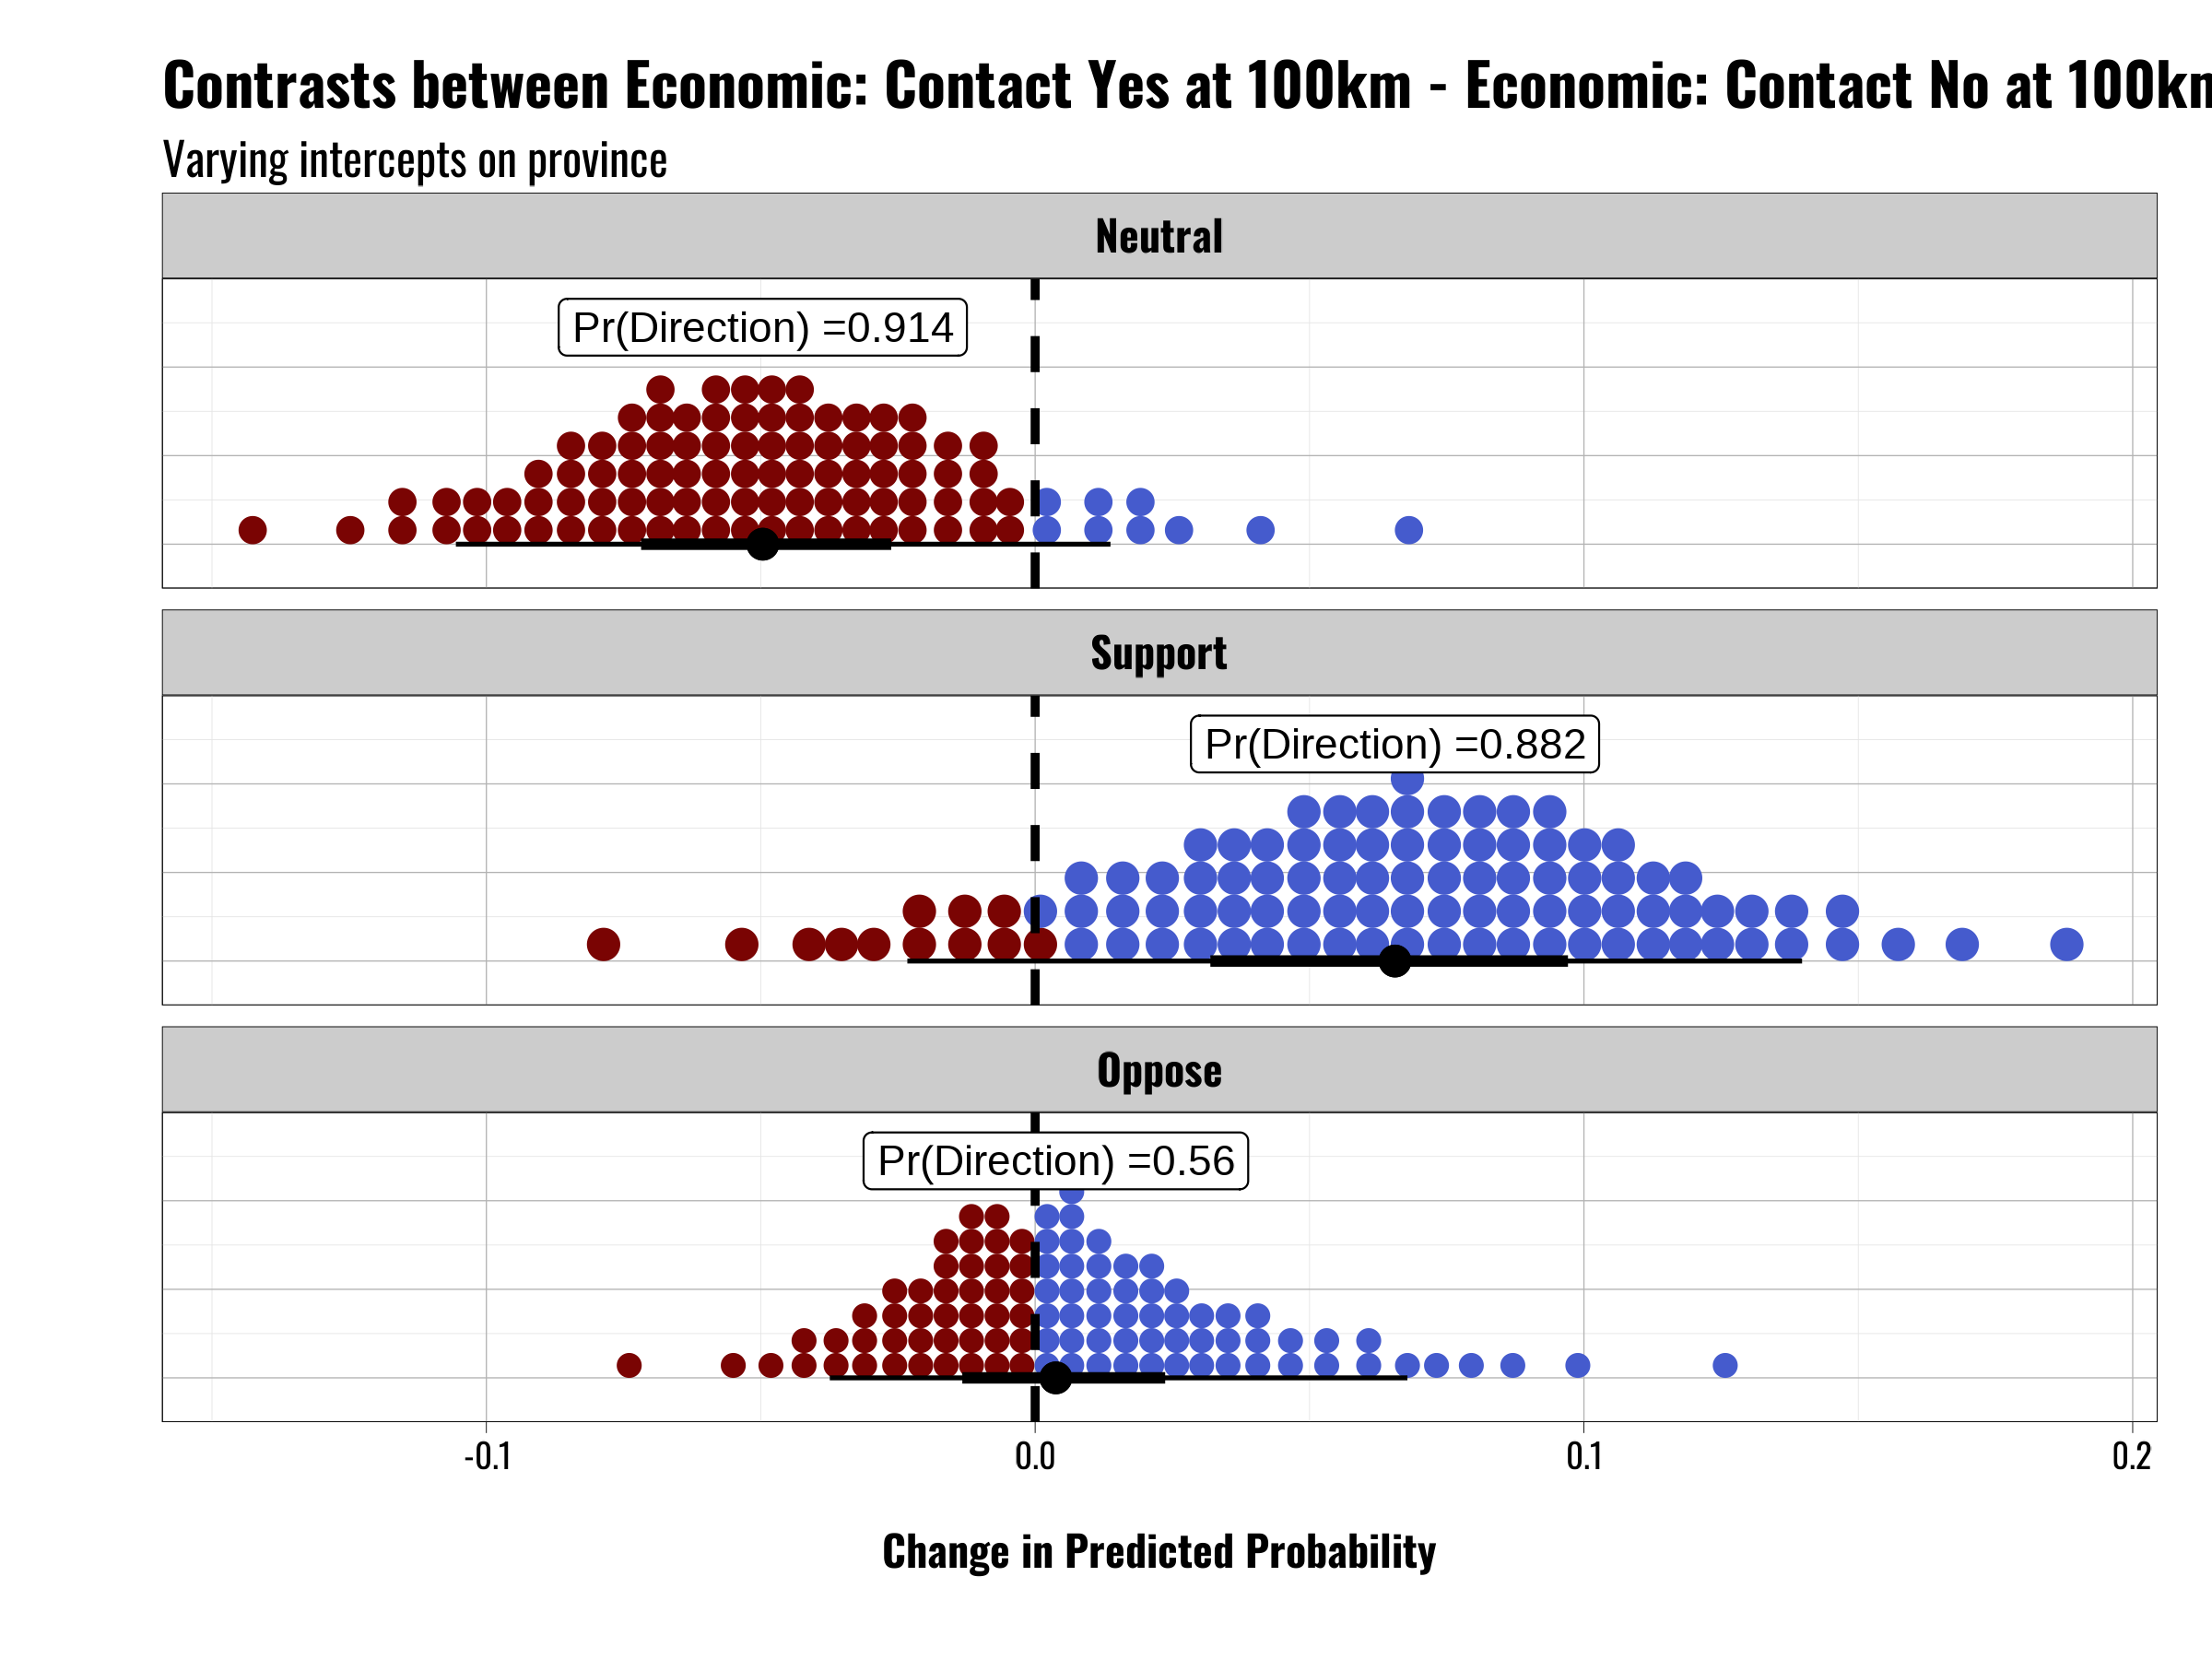 Contrasts between Economic: Contact Yes at 100km - Economic: Contact No at
Varying intercepts on province
Neutral
Pr(Direction) =0.914
Support
Pr(Direction) =0.882
Oppose
Pr(Direction) =0.56
-0.1 0.0 0.1 0.2
Change in Predicted Probability